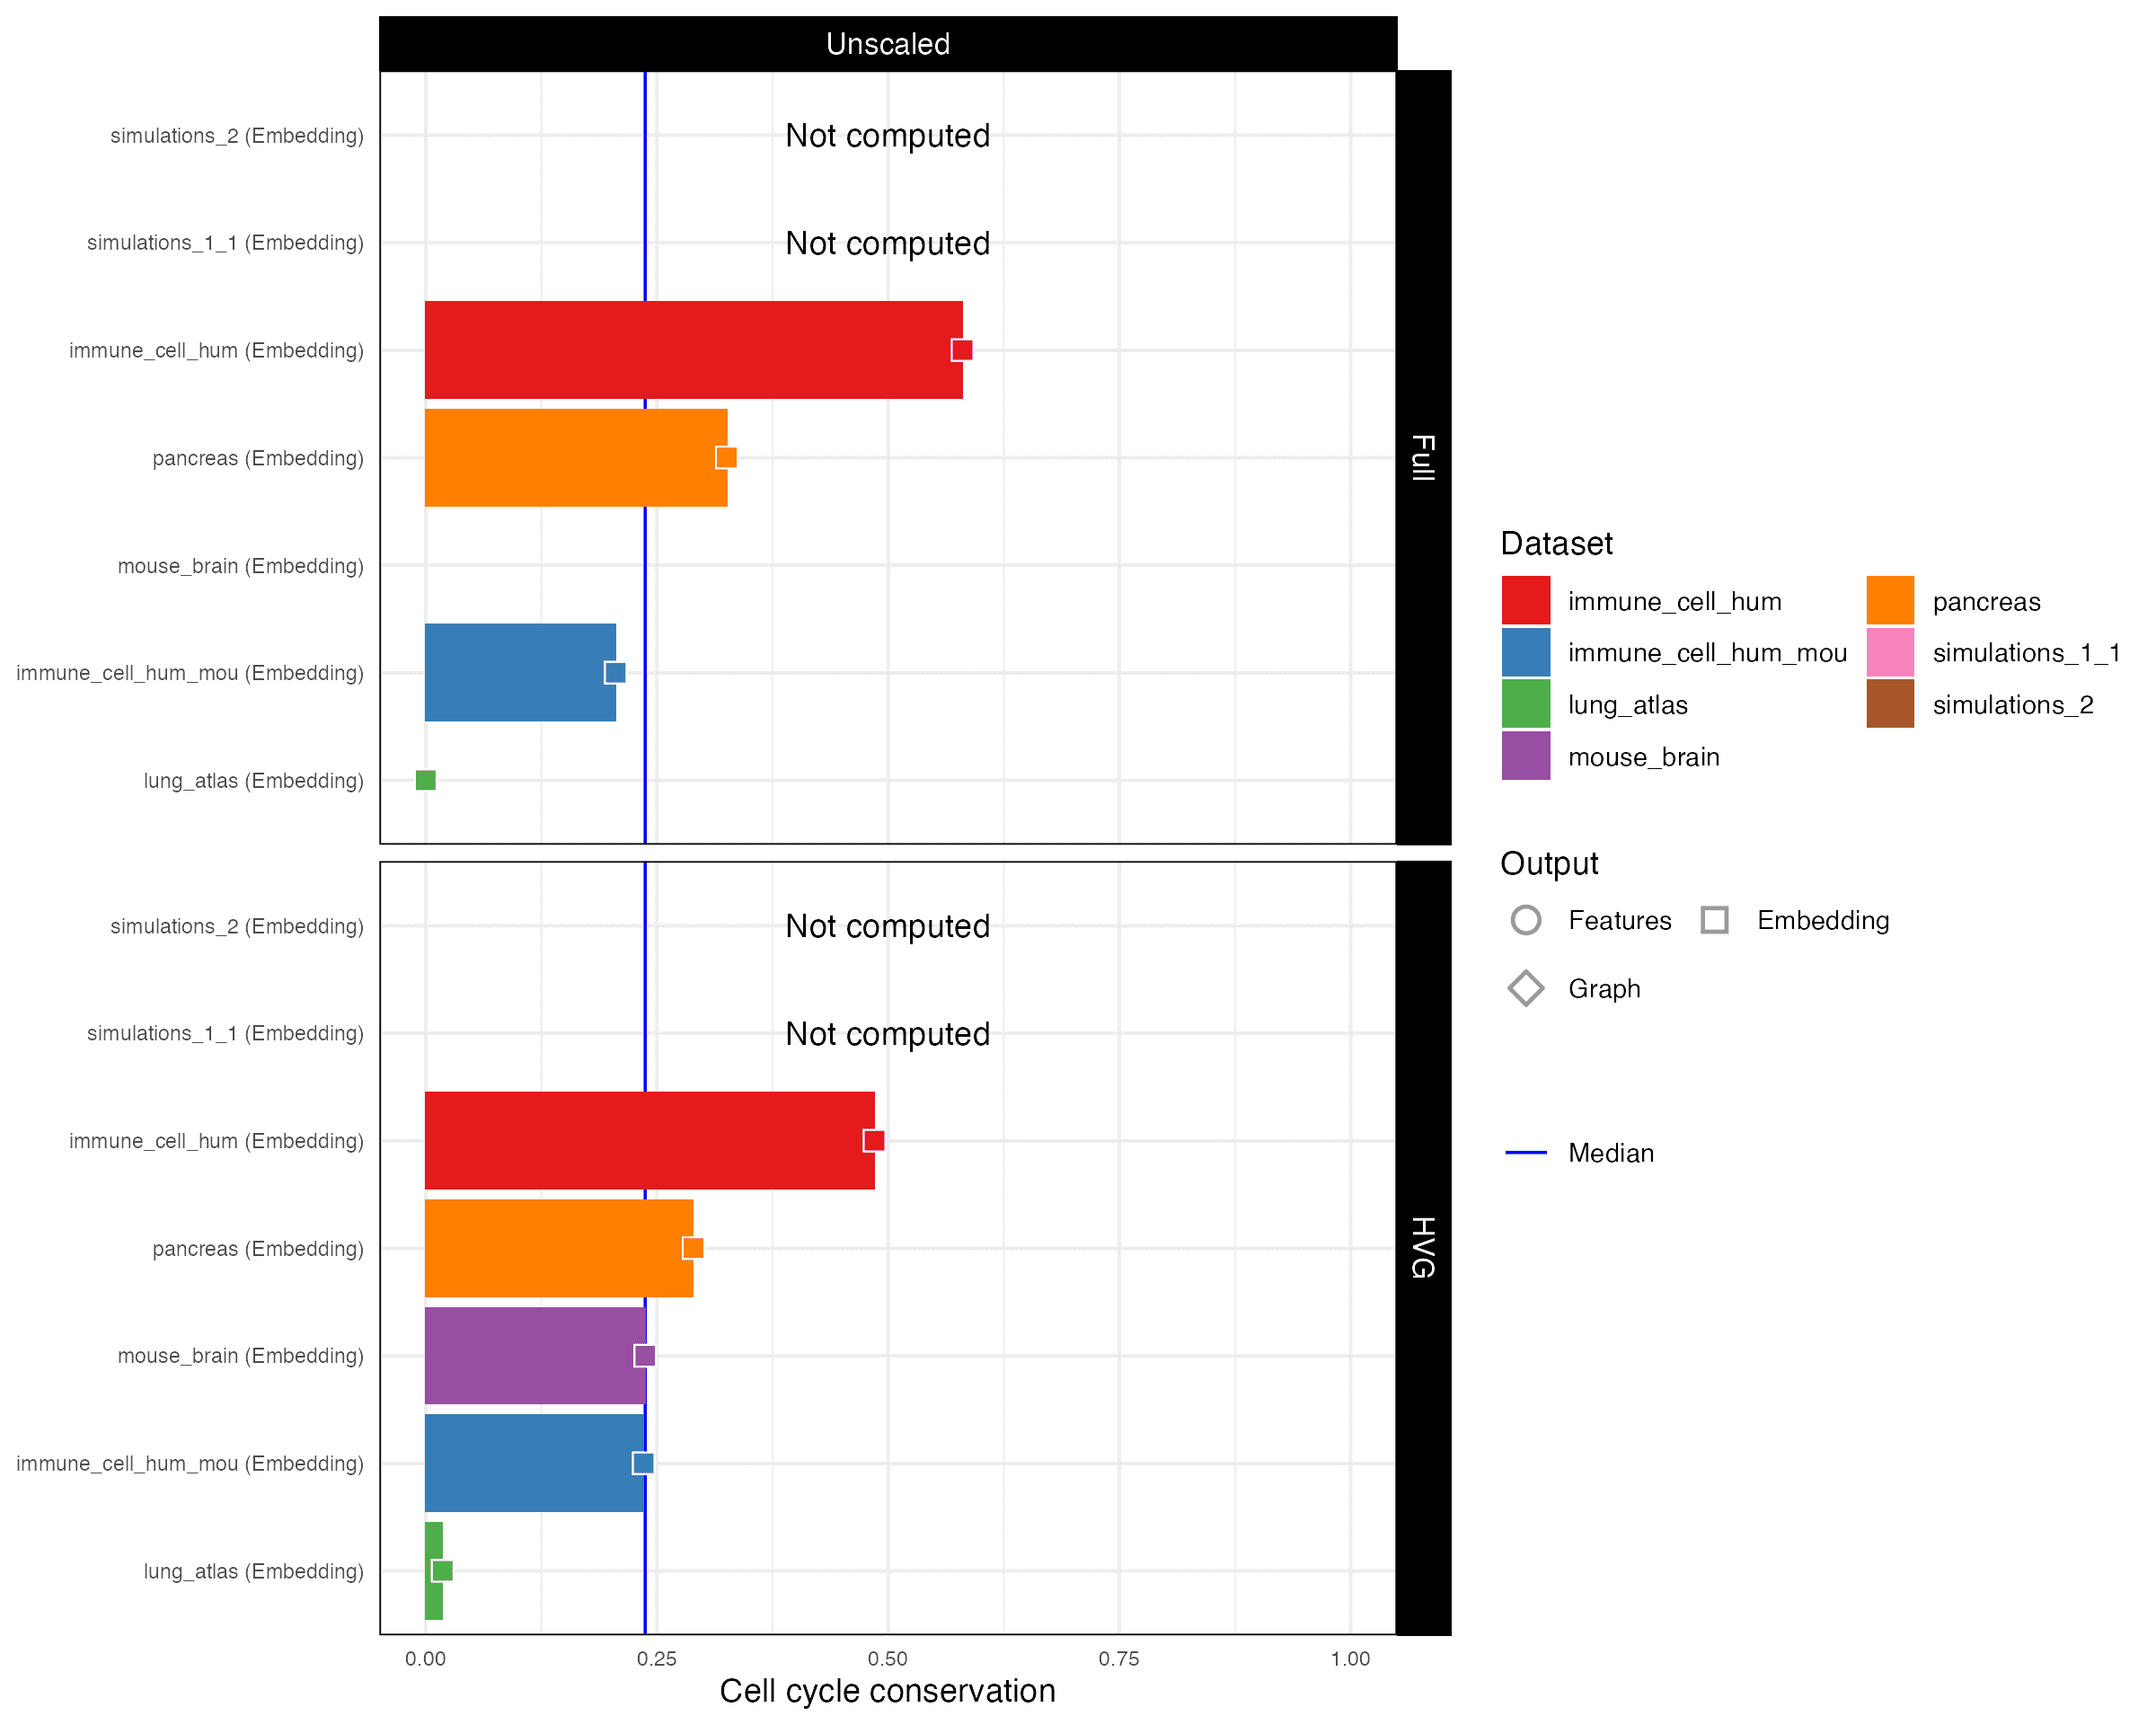 Unscaled
simulations_2 (Embedding)
Not computed
simulations_1_1 (Embedding)
Not computed
immune_cell_hum (Embedding)
pancreas (Embedding)
mouse_brain (Embedding)
immune_cell_hum_mou (Embedding)
lung_atlas (Embedding)
Full
simulations_2 (Embedding)
Not computed
simulations_1_1 (Embedding)
Not computed
immune_cell_hum (Embedding)
pancreas (Embedding)
mouse_brain (Embedding)
immune_cell_hum_mou (Embedding)
lung_atlas (Embedding)
HVG
0.00 0.25 0.50 0.75 1.00
Cell cycle conservation
Dataset
immune_cell_hum
immune_cell_hum_mou
lung_atlas
mouse_brain
pancreas
simulations_1_1
simulations_2
Output
Features
Embedding
Graph
Median